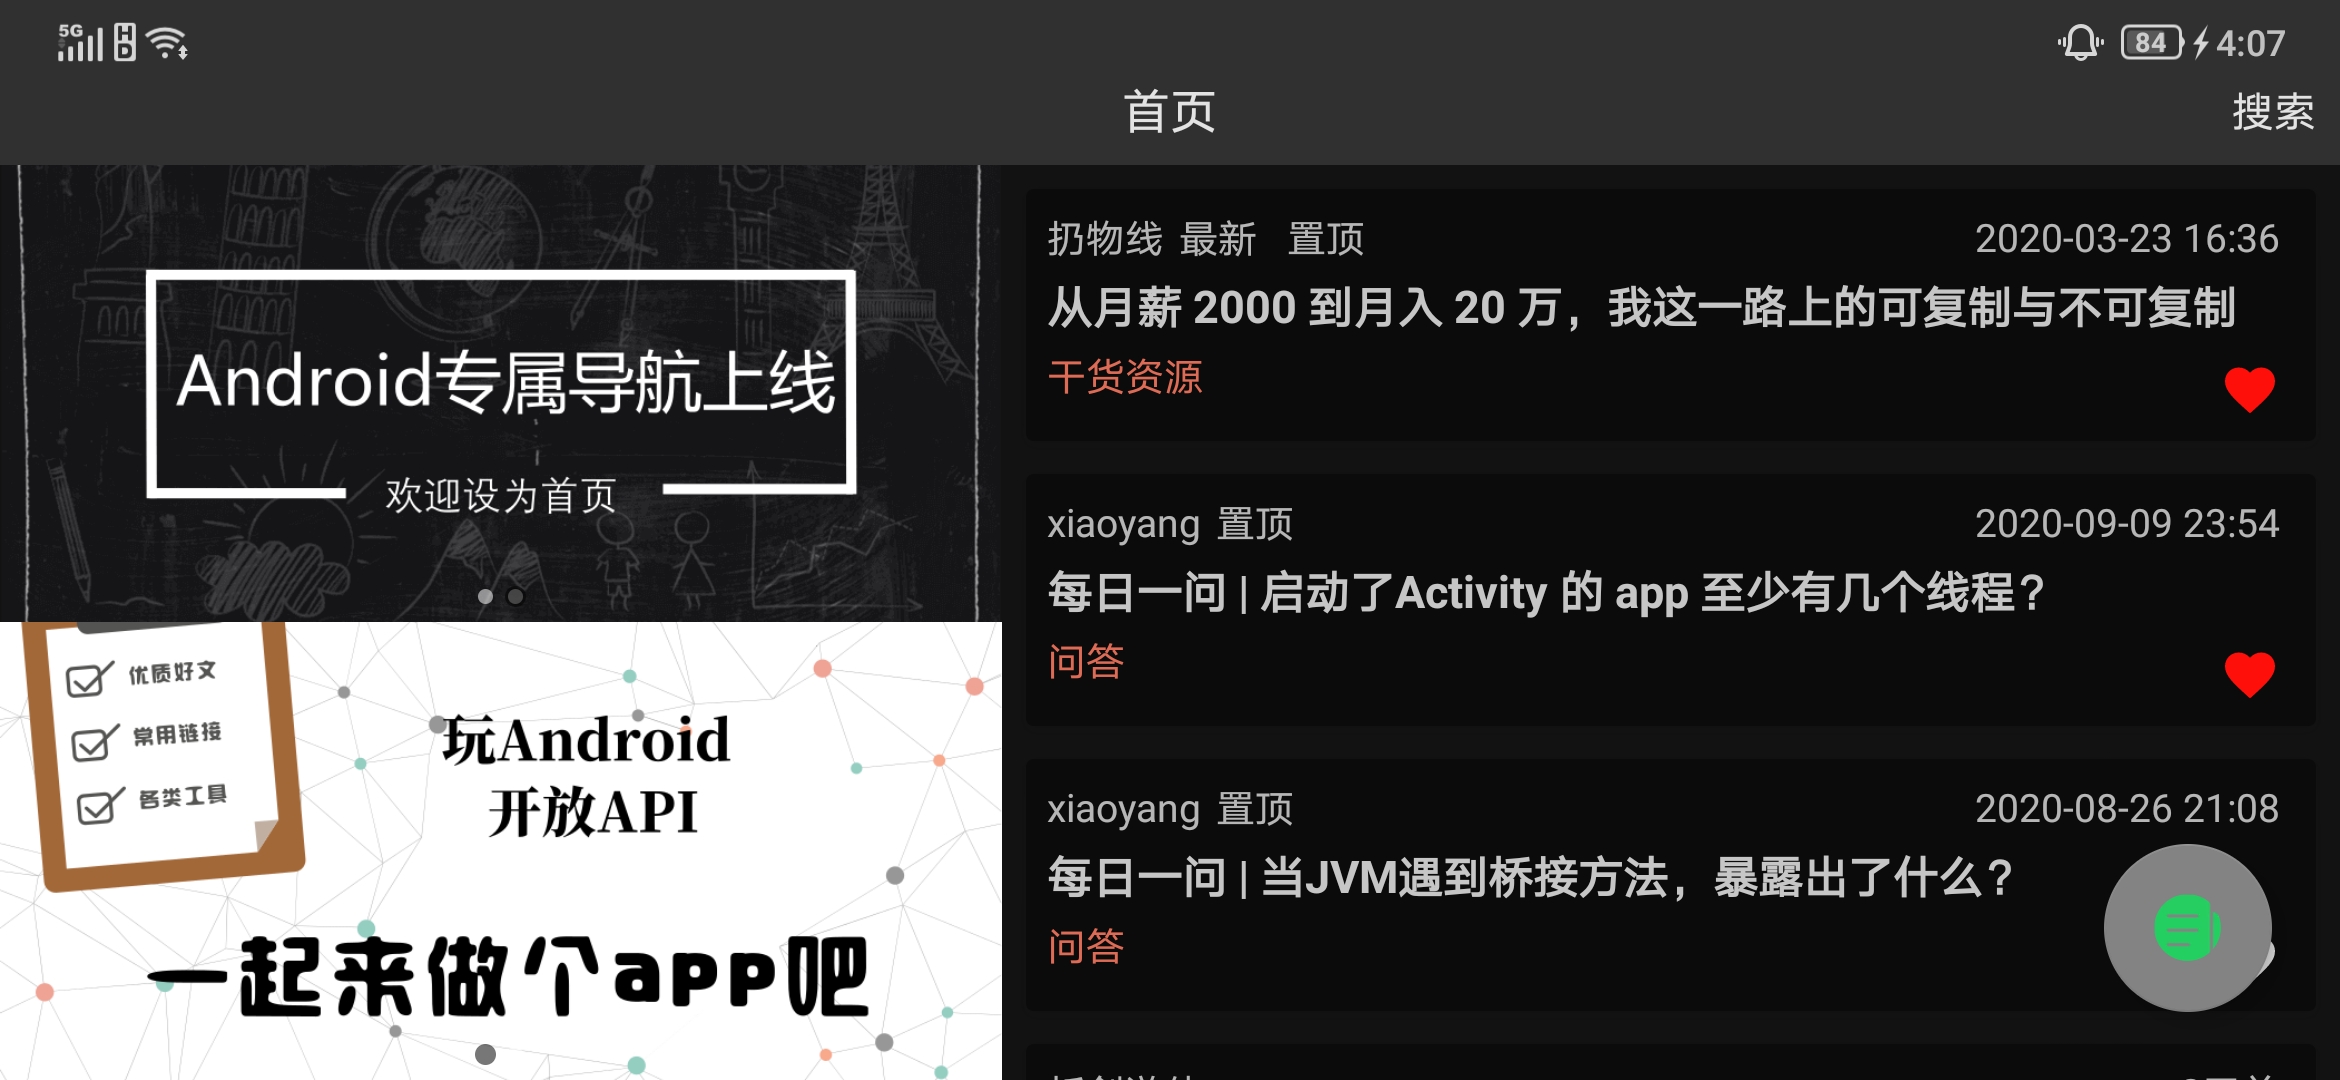 5G HD 84 4:07
首页
搜索
Android专属导航上线
欢迎设为首页
优质好文
常用链接
各类工具
玩Android
开放API
一起来做个app吧
扔物线 最新 置顶 2020-03-23 16:36
从月薪 2000 到月入 20 万，我这一路上的可复制与不可复制
干货资源
xiaoyang 置顶 2020-09-09 23:54
每日一问 | 启动了Activity 的 app 至少有几个线程？
问答
xiaoyang 置顶 2020-08-26 21:08
每日一问 | 当JVM遇到桥接方法，暴露出了什么？
问答